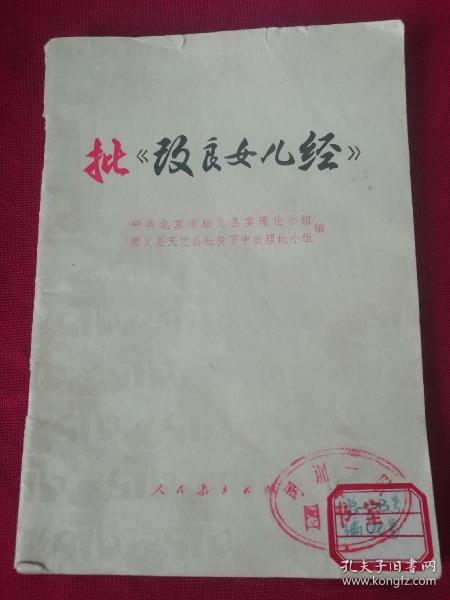 批《改良女儿经》
中共北京市顺义县委理论小组
顺义县天竺公社贫下中农理论小组
编
人民教育出版社
孔夫子旧书网
www.kongfz.com